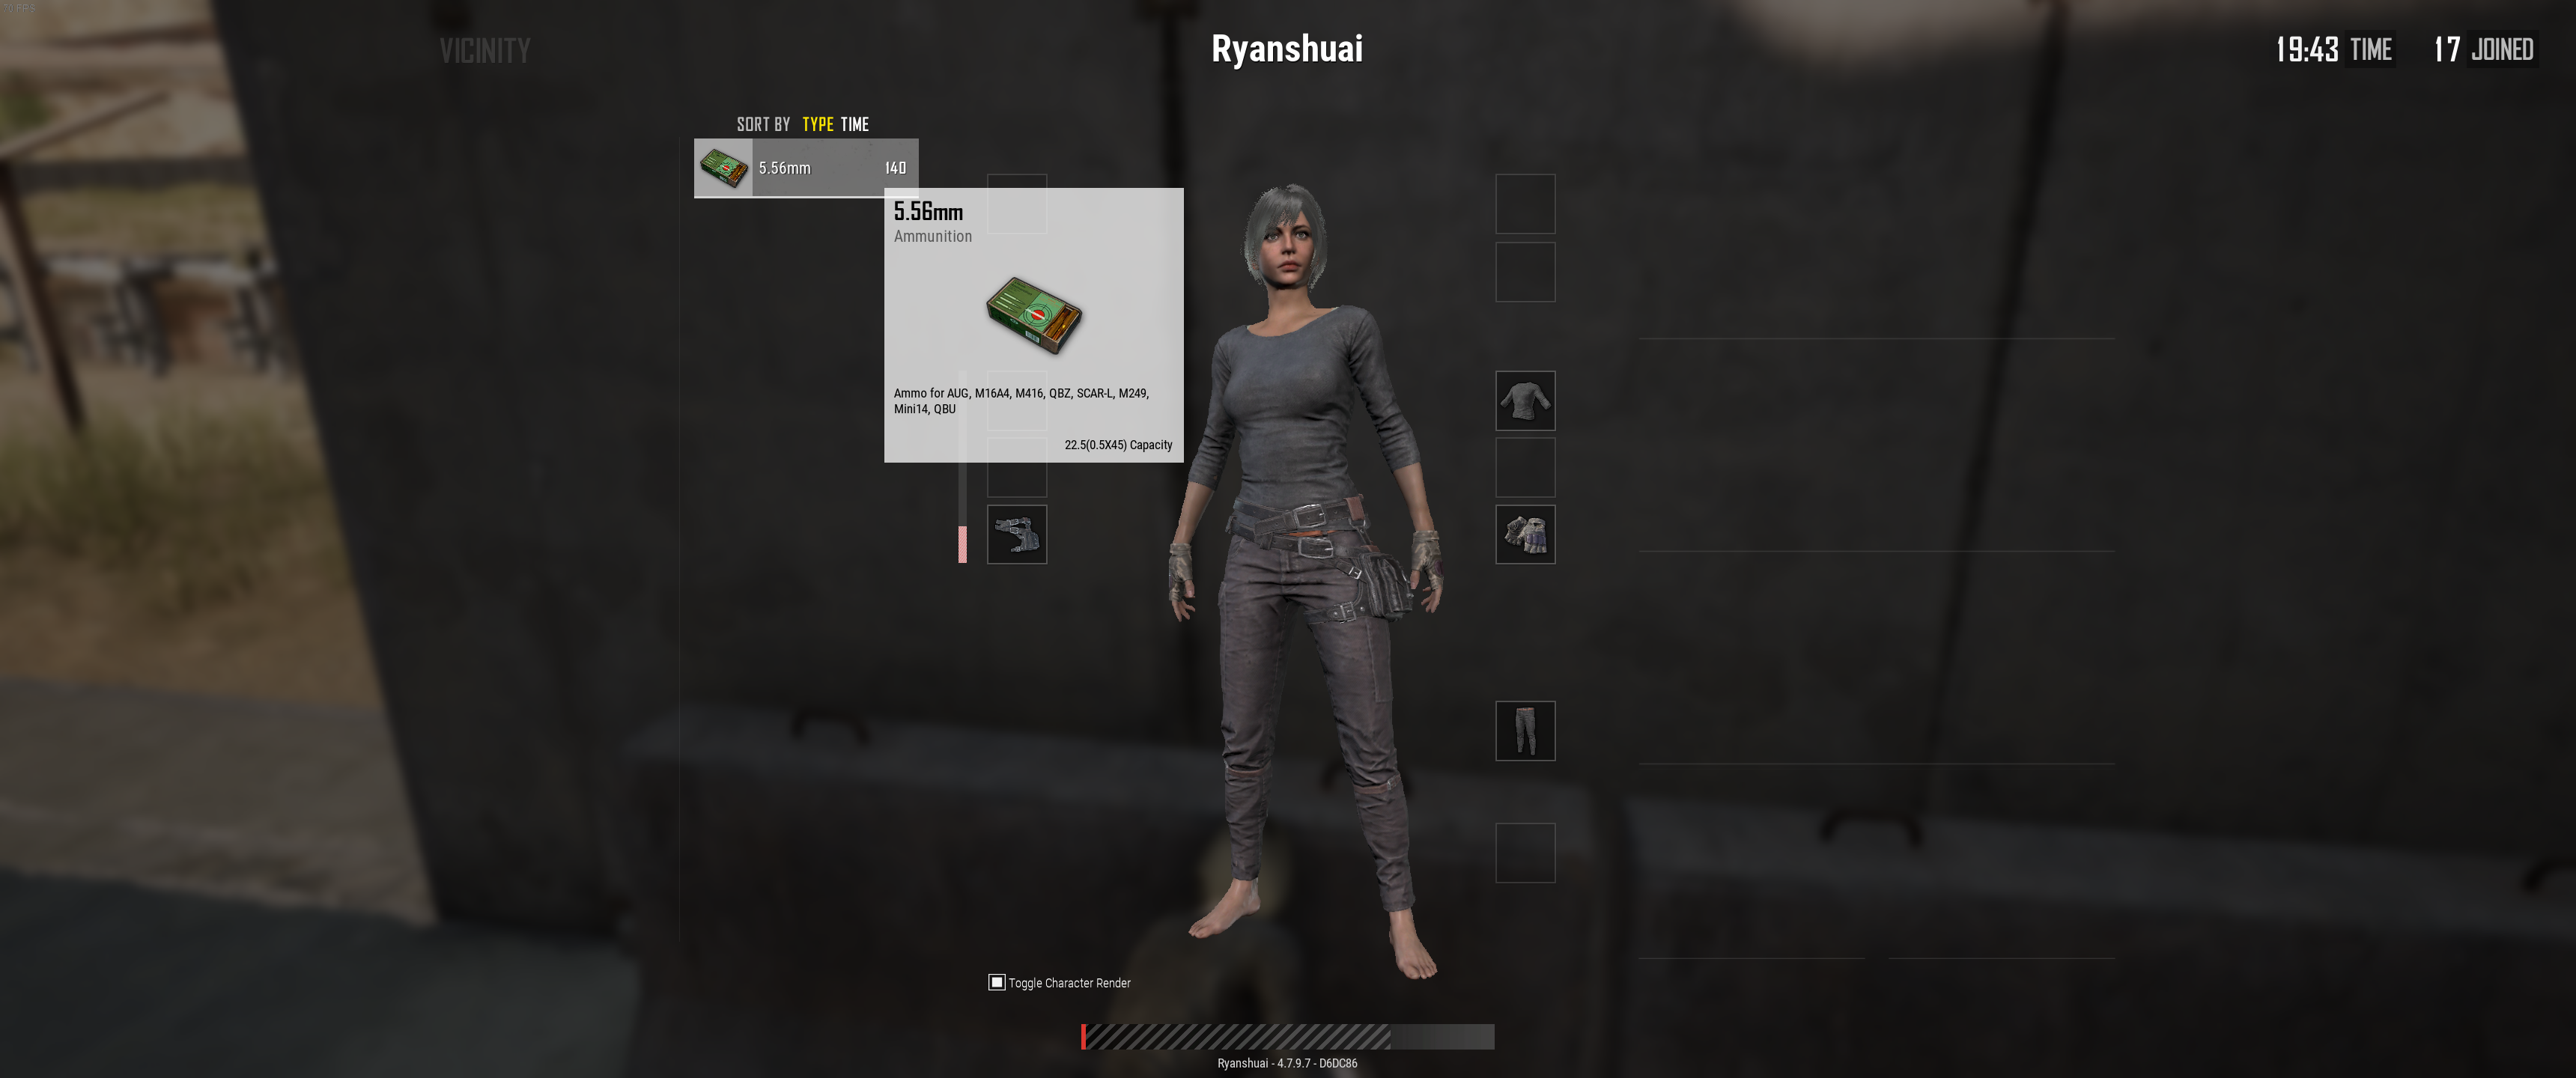 VICINITY
Ryanshuai
19:43 TIME 17 JOINED
SORT BY TYPE TIME
5.56mm 140
5.56mm
Ammunition
Ammo for AUG, M16A4, M416, QBZ, SCAR-L, M249,
Mini14, QBU
22.5(0.5X45) Capacity
Toggle Character Render
Ryanshuai - 4.7.9.7 - D6DC86